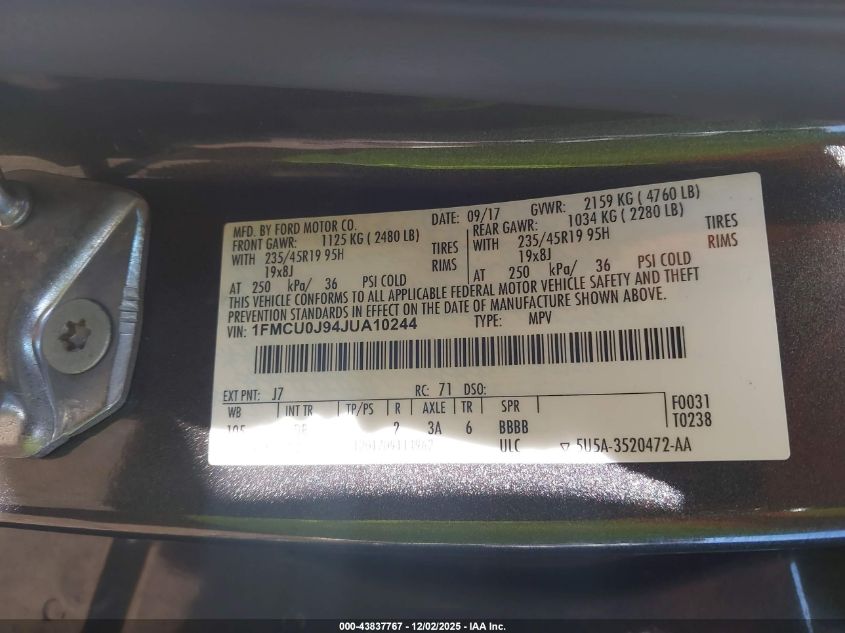 MFD. BY FORD MOTOR CO.
DATE: 09/17
GVWR: 2159 KG ( 4760 LB)
FRONT GAWR: 1125 KG ( 2480 LB)
WITH 235/45R19 95H TIRES
19x8J RIMS
AT 250 kPa/ 36 PSI COLD
REAR GAWR: 1034 KG ( 2280 LB)
WITH 235/45R19 95H TIRES
19x8J RIMS
AT 250 kPa/ 36 PSI COLD
THIS VEHICLE CONFORMS TO ALL APPLICABLE FEDERAL MOTOR VEHICLE SAFETY AND THEFT
PREVENTION STANDARDS IN EFFECT ON THE DATE OF MANUFACTURE SHOWN ABOVE.
VIN: 1FMCU0J94JUA10244 TYPE: MPV
EXT PNT: J7 RC: 71 DSO:
WB INT TR TP/PS R AXLE TR SPR F0031
105 2 3A 6 BBBB T0238
ULC 5U5A-3520472-AA
000-43837767 - 12/02/2025 - IAA Inc.